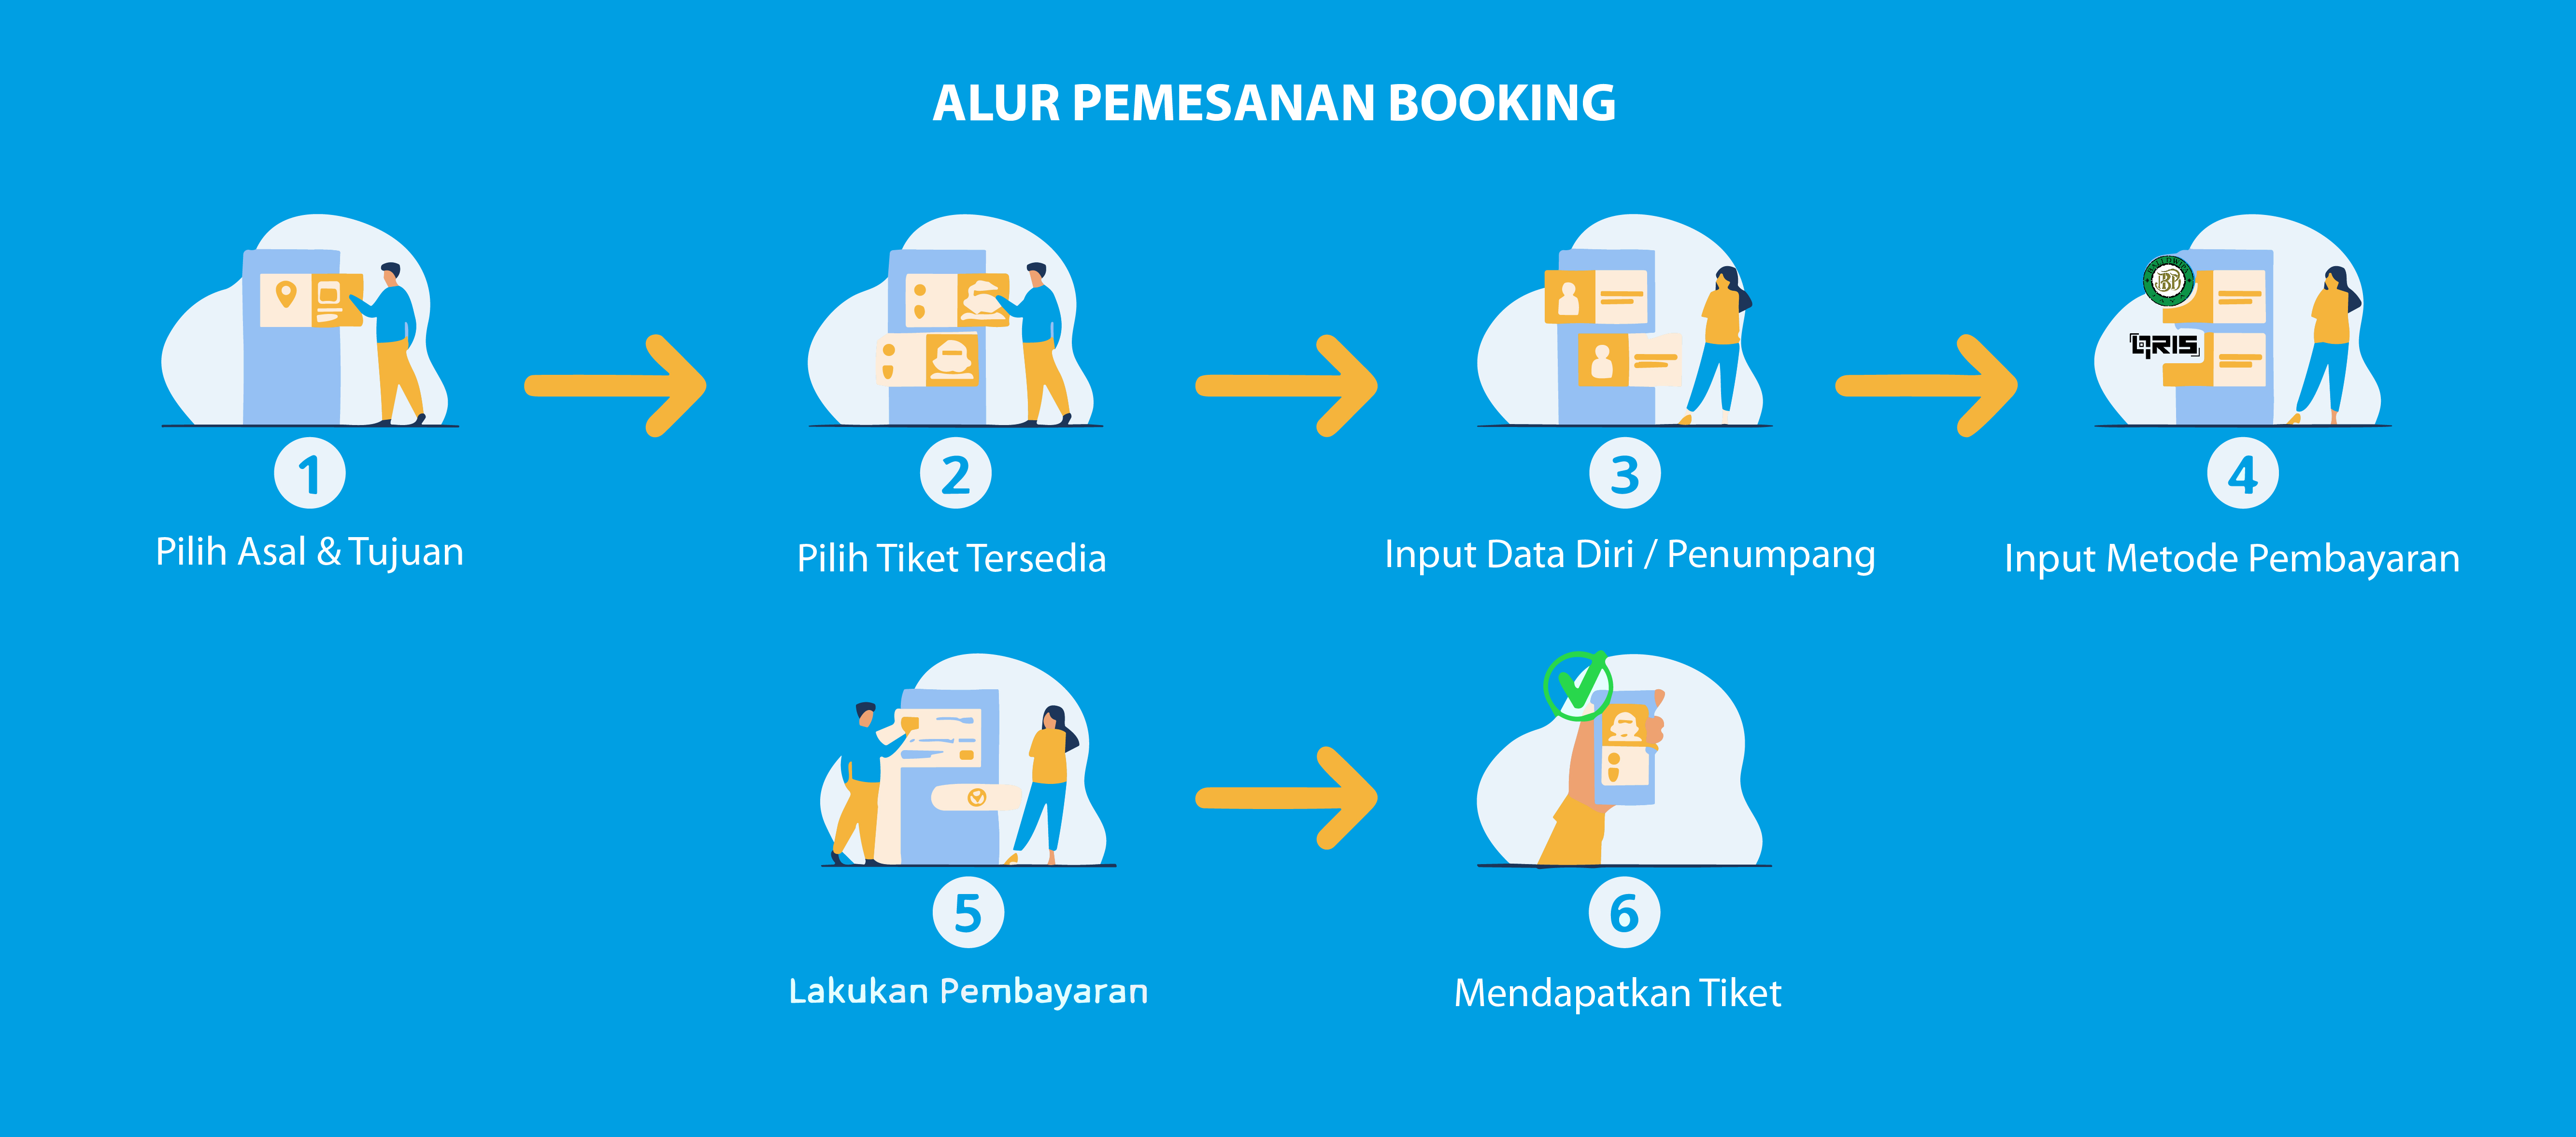 ALUR PEMESANAN BOOKING
1
2
3
4
Pilih Asal & Tujuan
Pilih Tiket Tersedia
Input Data Diri / Penumpang
Input Metode Pembayaran
QRIS
5
6
Lakukan Pembayaran
Mendapatkan Tiket